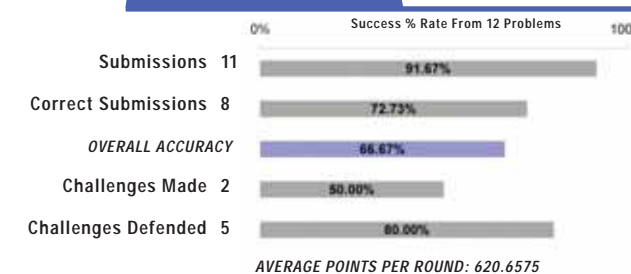 Success % Rate From 12 Problems
0% 100
Submissions 11 91.67%
Correct Submissions 8 72.73%
OVERALL ACCURACY 66.67%
Challenges Made 2 50.00%
Challenges Defended 5 80.00%
AVERAGE POINTS PER ROUND: 620.6575